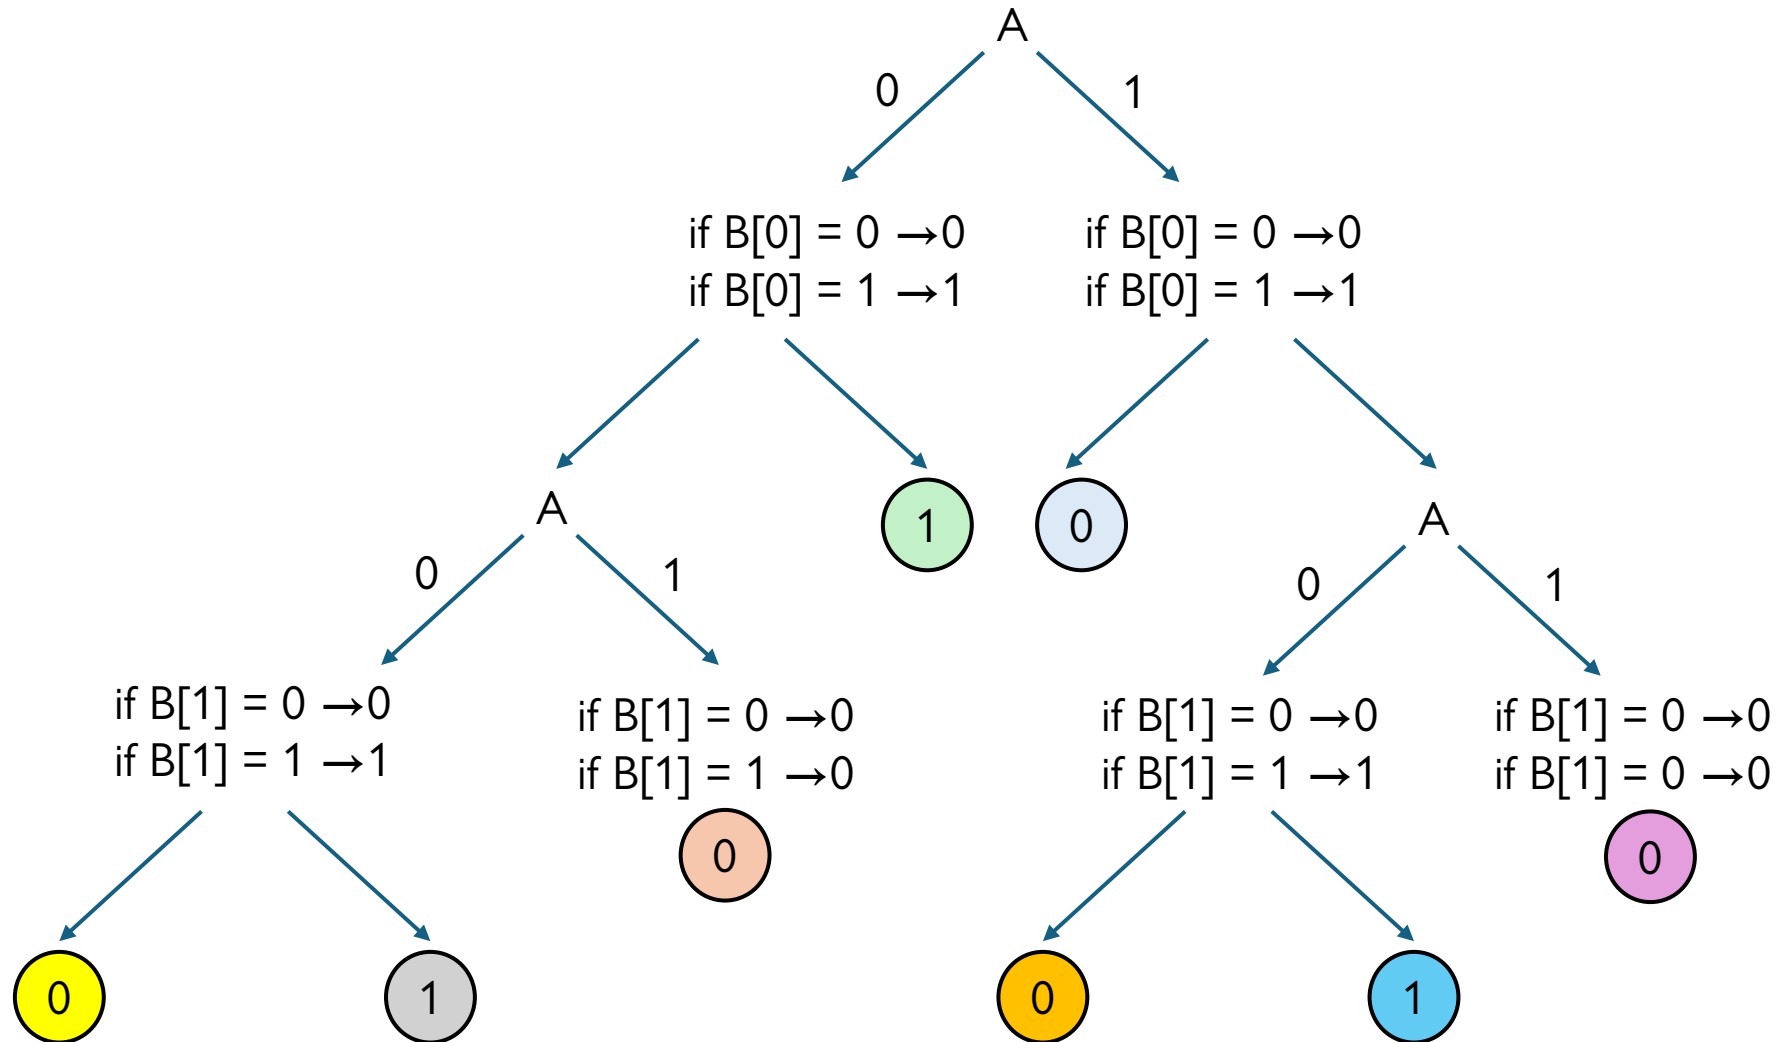 A
0
1
if B[0] = 0 →0
if B[0] = 1 →1
if B[0] = 0 →0
if B[0] = 1 →1
A
1
0
A
0
1
0
1
if B[1] = 0 →0
if B[1] = 1 →1
if B[1] = 0 →0
if B[1] = 1 →0
0
if B[1] = 0 →0
if B[1] = 1 →1
if B[1] = 0 →0
if B[1] = 0 →0
0
0
1
0
1